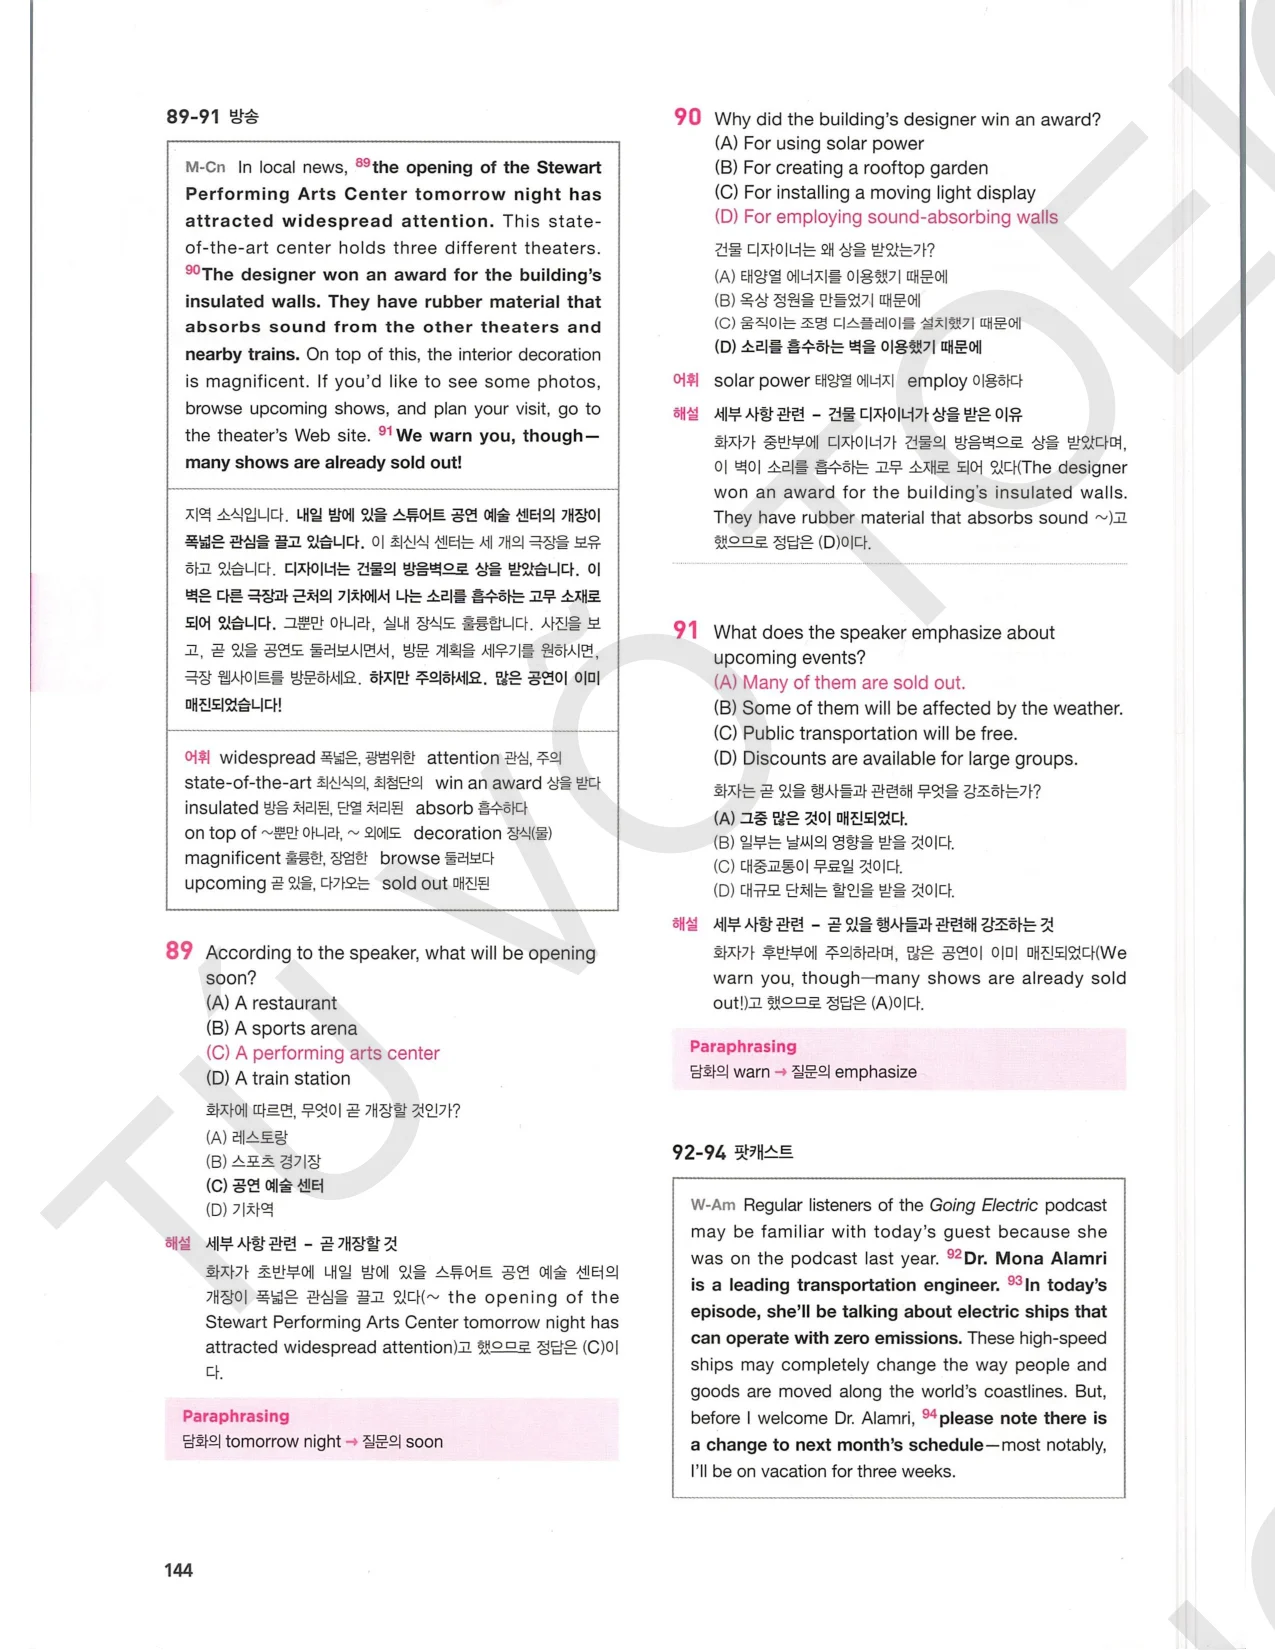 89-91 방송
M-Cn In local news, 89the opening of the Stewart
Performing Arts Center tomorrow night has
attracted widespread attention. This state-
of-the-art center holds three different theaters.
90The designer won an award for the building's
insulated walls. They have rubber material that
absorbs sound from the other theaters and
nearby trains. On top of this, the interior decoration
is magnificent. If you'd like to see some photos,
browse upcoming shows, and plan your visit, go to
the theater's Web site. 91We warn you, though—
many shows are already sold out!
지역 소식입니다. 내일 밤에 있을 스튜어트 공연 예술 센터의 개장이
폭넓은 관심을 끌고 있습니다. 이 최신식 센터는 세 개의 극장을 보유
하고 있습니다. 디자이너는 건물의 방음벽으로 상을 받았습니다. 이
벽은 다른 극장과 근처의 기차에서 나는 소리를 흡수하는 고무 소재로
되어 있습니다. 그뿐만 아니라, 실내 장식도 훌륭합니다. 사진을 보
고, 곧 있을 공연도 둘러보시면서, 방문 계획을 세우기를 원하시면,
극장 웹사이트를 방문하세요. 하지만 주의하세요. 많은 공연이 이미
매진되었습니다!
어휘 widespread 폭넓은, 광범위한 attention 관심, 주의
state-of-the-art 최신식의, 최첨단의 win an award 상을 받다
insulated 방음 처리된, 단열 처리된 absorb 흡수하다
on top of ~뿐만 아니라, ~ 외에도 decoration 장식(물)
magnificent 훌륭한, 장엄한 browse 둘러보다
upcoming 곧 있을, 다가오는 sold out 매진된
89 According to the speaker, what will be opening
soon?
(A) A restaurant
(B) A sports arena
(C) A performing arts center
(D) A train station
화자에 따르면, 무엇이 곧 개장할 것인가?
(A) 레스토랑
(B) 스포츠 경기장
(C) 공연 예술 센터
(D) 기차역
해설 세부 사항 관련 – 곧 개장할 것
화자가 초반부에 내일 밤에 있을 스튜어트 공연 예술 센터의
개장이 폭넓은 관심을 끌고 있다(~ the opening of the
Stewart Performing Arts Center tomorrow night has
attracted widespread attention)고 했으므로 정답은 (C)이
다.
Paraphrasing
담화의 tomorrow night → 질문의 soon
90 Why did the building's designer win an award?
(A) For using solar power
(B) For creating a rooftop garden
(C) For installing a moving light display
(D) For employing sound-absorbing walls
건물 디자이너는 왜 상을 받았는가?
(A) 태양열 에너지를 이용했기 때문에
(B) 옥상 정원을 만들었기 때문에
(C) 움직이는 조명 디스플레이를 설치했기 때문에
(D) 소리를 흡수하는 벽을 이용했기 때문에
어휘 solar power 태양열 에너지 employ 이용하다
해설 세부 사항 관련 – 건물 디자이너가 상을 받은 이유
화자가 중반부에 디자이너가 건물의 방음벽으로 상을 받았다며,
이 벽이 소리를 흡수하는 고무 소재로 되어 있다(The designer
won an award for the building's insulated walls.
They have rubber material that absorbs sound ~)고
했으므로 정답은 (D)이다.
91 What does the speaker emphasize about
upcoming events?
(A) Many of them are sold out.
(B) Some of them will be affected by the weather.
(C) Public transportation will be free.
(D) Discounts are available for large groups.
화자는 곧 있을 행사들과 관련해 무엇을 강조하는가?
(A) 그중 많은 것이 매진되었다.
(B) 일부는 날씨의 영향을 받을 것이다.
(C) 대중교통이 무료일 것이다.
(D) 대규모 단체는 할인을 받을 것이다.
해설 세부 사항 관련 – 곧 있을 행사들과 관련해 강조하는 것
화자가 후반부에 주의하라며, 많은 공연이 이미 매진되었다(We
warn you, though—many shows are already sold
out!)고 했으므로 정답은 (A)이다.
Paraphrasing
담화의 warn → 질문의 emphasize
92-94 팟캐스트
W-Am Regular listeners of the Going Electric podcast
may be familiar with today's guest because she
was on the podcast last year. 92Dr. Mona Alamri
is a leading transportation engineer. 93In today's
episode, she'll be talking about electric ships that
can operate with zero emissions. These high-speed
ships may completely change the way people and
goods are moved along the world's coastlines. But,
before I welcome Dr. Alamri, 94please note there is
a change to next month's schedule—most notably,
I'll be on vacation for three weeks.
144
TÚ VÕ TOEIC